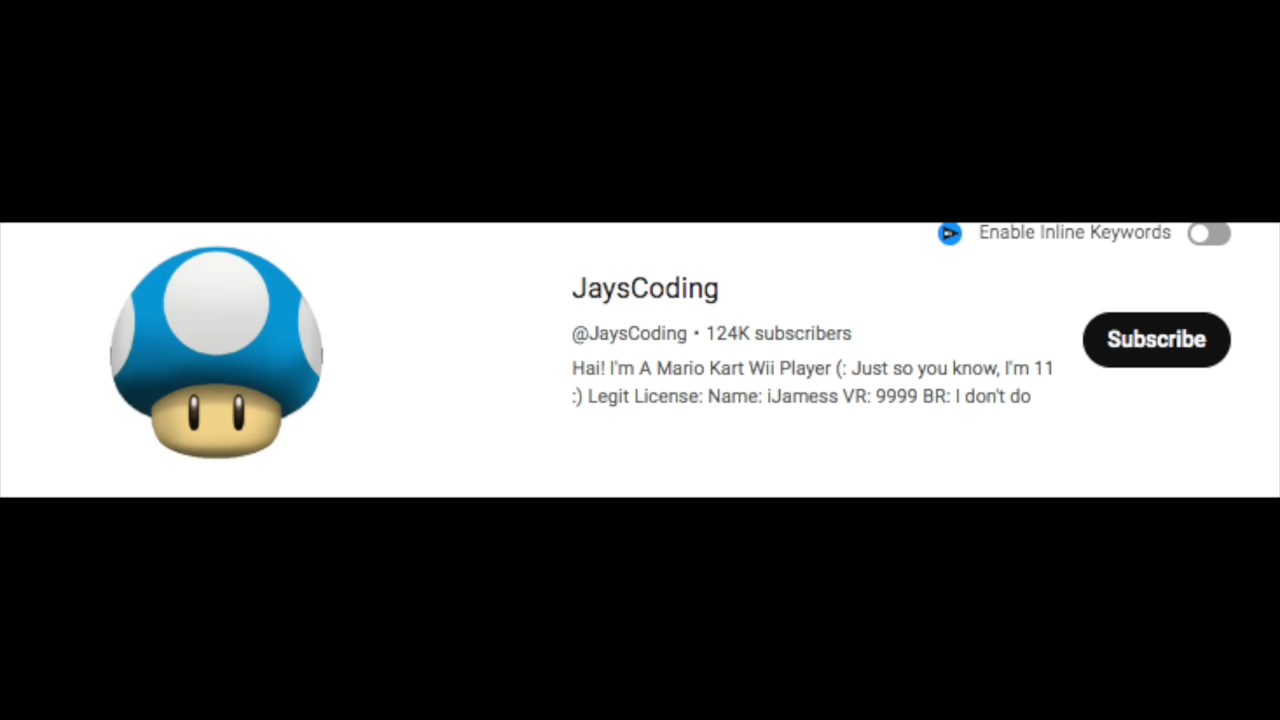 Enable Inline Keywords
JaysCoding
@JaysCoding • 124K subscribers
Subscribe
Hai! I'm A Mario Kart Wii Player (: Just so you know, I'm 11
:) Legit License: Name: iJamess VR: 9999 BR: I don't do